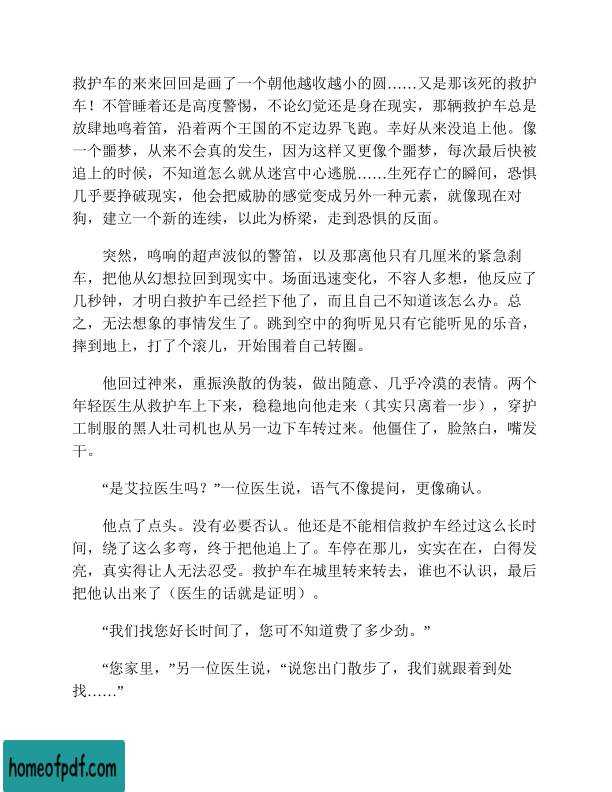 救护车的来来回回是画了一个朝他越收越小的圆……又是那该死的救护
车！不管睡着还是高度警惕，不论幻觉还是身在现实，那辆救护车总是
放肆地鸣着笛，沿着两个王国的不定边界飞跑。幸好从来没追上他。像
一个噩梦，从来不会真的发生，因为这样又更像个噩梦，每次最后快被
追上的时候，不知道怎么就从迷宫中心逃脱……生死存亡的瞬间，恐惧
几乎要挣破现实，他会把威胁的感觉变成另外一种元素，就像现在对
狗，建立一个新的连续，以此为桥梁，走到恐惧的反面。
突然，鸣响的超声波似的警笛，以及那离他只有几厘米的紧急刹
车，把他从幻想拉回到现实中。场面迅速变化，不容人多想，他反应了
几秒钟，才明白救护车已经拦下他了，而且自己不知道该怎么办。总
之，无法想象的事情发生了。跳到空中的狗听见只有它能听见的乐音，
摔到地上，打了个滚儿，开始围着自己转圈。
他回过神来，重振涣散的伪装，做出随意、几乎冷漠的表情。两个
年轻医生从救护车上下来，稳稳地向他走来（其实只离着一步），穿护
工制服的黑人壮司机也从另一边下车转过来。他僵住了，脸煞白，嘴发
干。
“是艾拉医生吗？”一位医生说，语气不像提问，更像确认。
他点了点头。没有必要否认。他还是不能相信救护车经过这么长时
间，绕了这么多弯，终于把他追上了。车停在那儿，实实在在，白得发
亮，真实得让人无法忍受。救护车在城里转来转去，谁也不认识，最后
把他认出来了（医生的话就是证明）。
“我们找您好长时间了，您可不知道费了多少劲。”
“您家里，”另一位医生说，“说您出门散步了，我们就跟着到处
找……”
homeofpdf.com